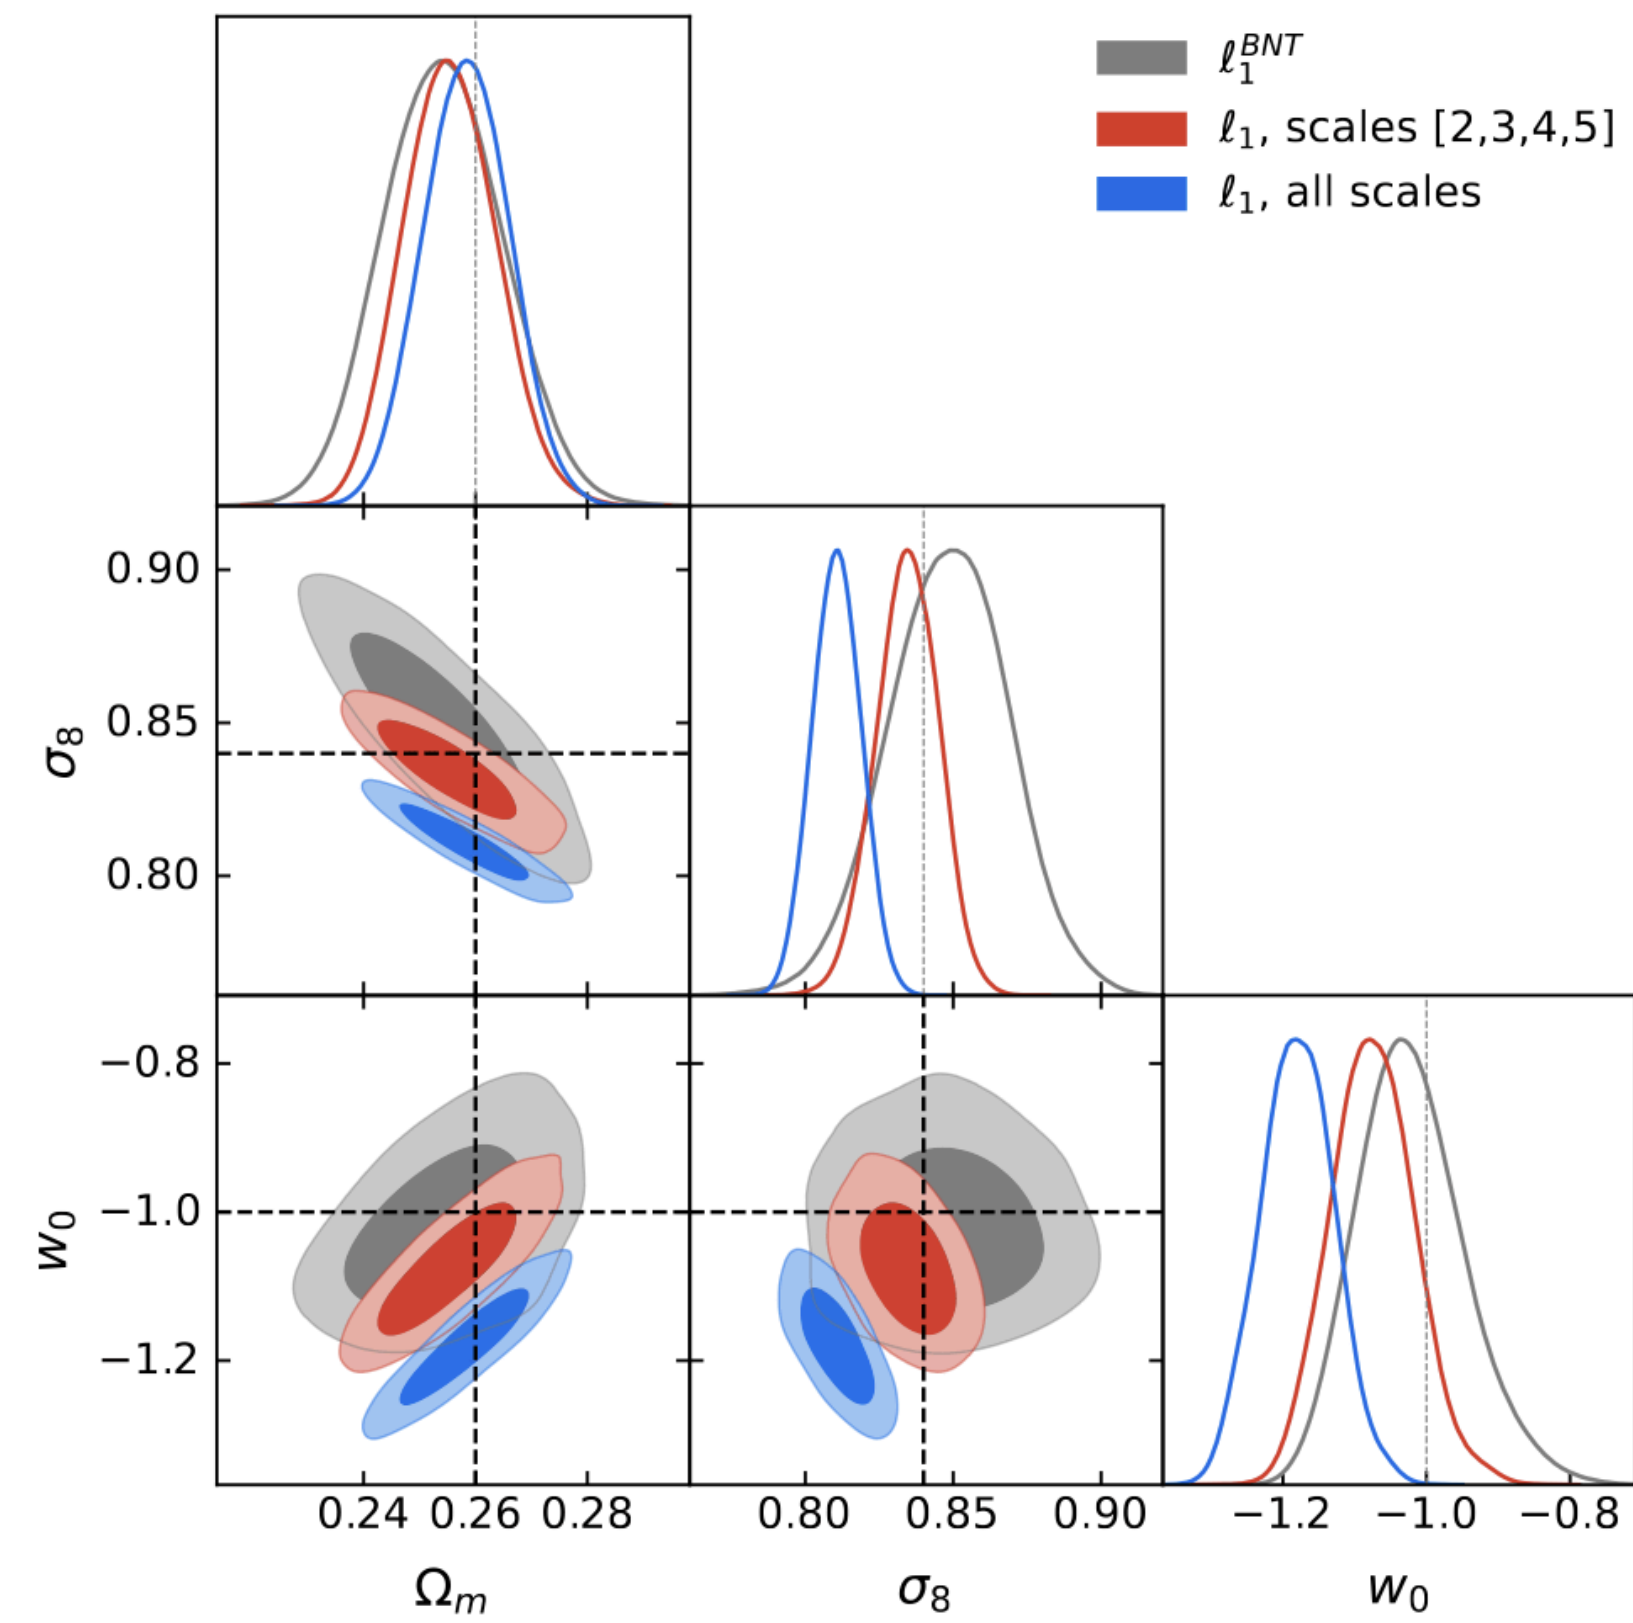 ℓ₁ᴮᴺᵀ
ℓ₁, scales [2,3,4,5]
ℓ₁, all scales
0.90
0.85
0.80
σ₈
−0.8
−1.0
−1.2
w₀
0.24 0.26 0.28 0.80 0.85 0.90 −1.2 −1.0 −0.8
Ωₘ σ₈ w₀